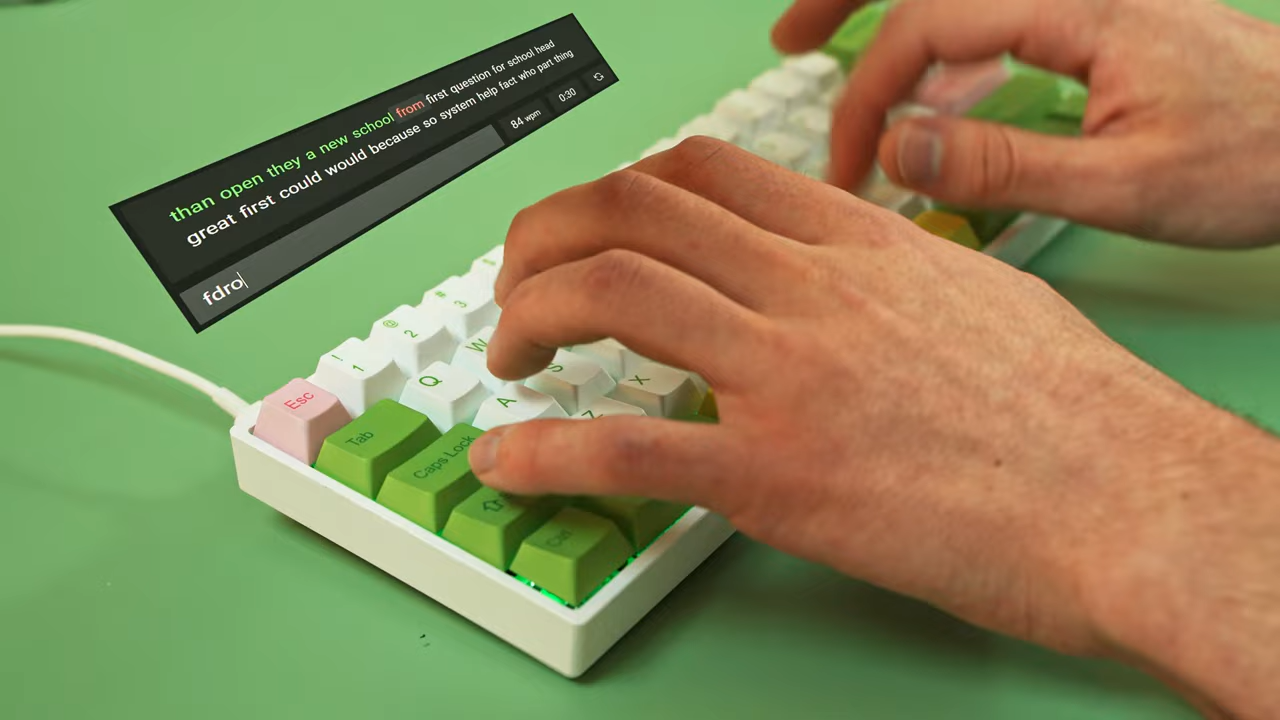 than open they a new school from first question for school head
great first could would because so system help fact who part thing
fdro
84 wpm
0:30
Esc
!
1
@
2
#
3
Tab
Q
W
Caps Lock
A
S
Z
X
Ctrl